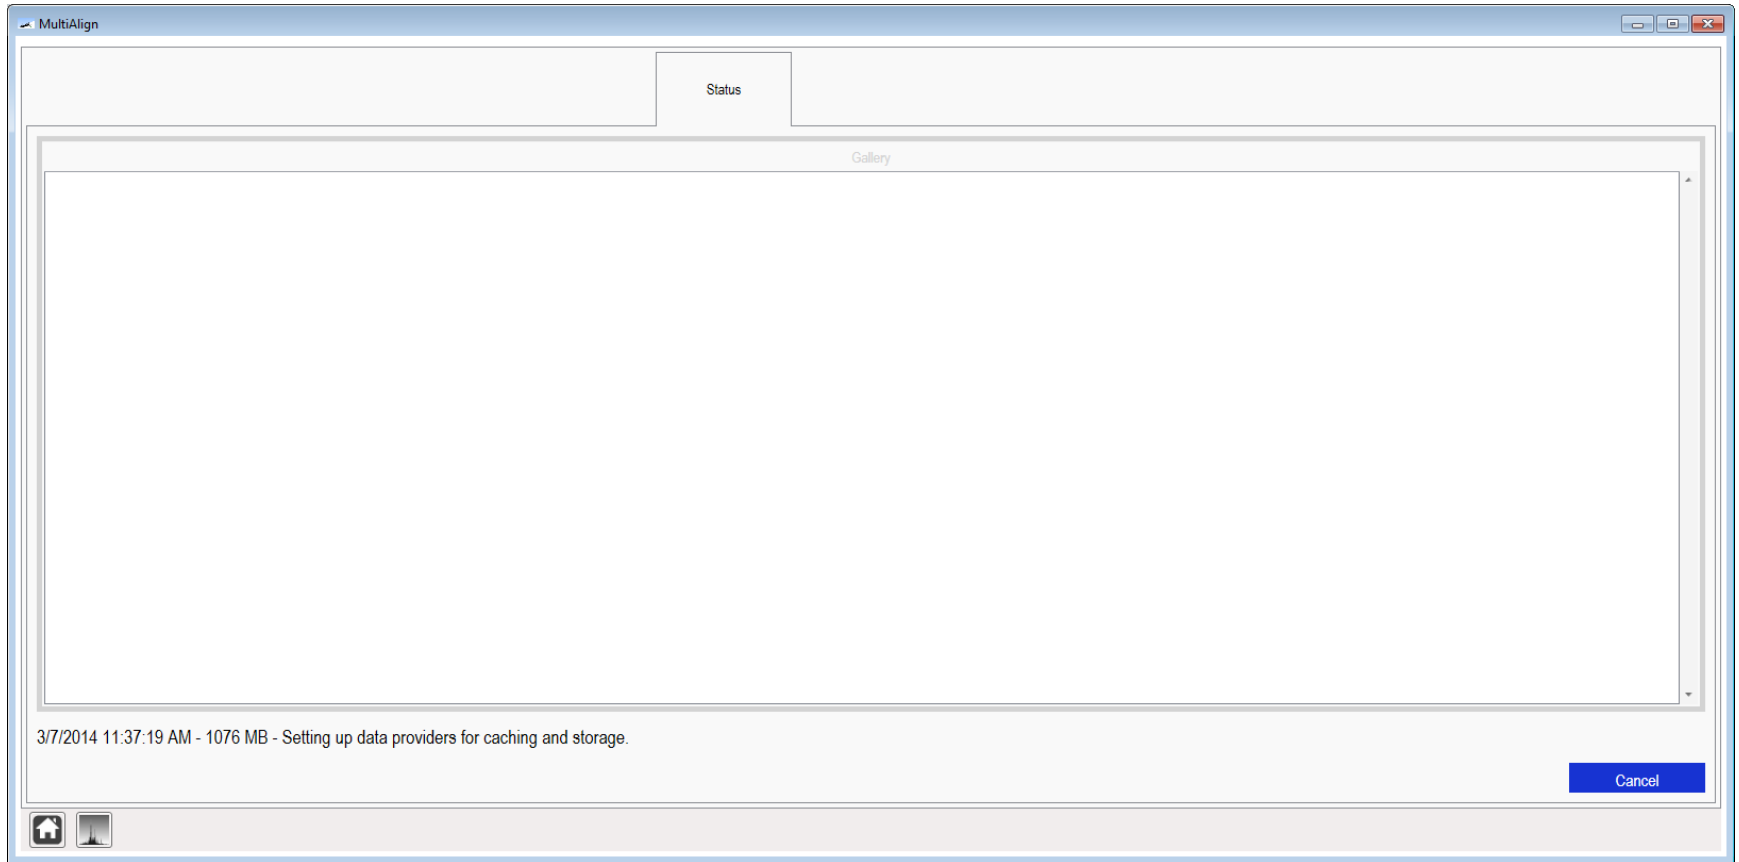 MultiAlign
Status
Gallery
3/7/2014 11:37:19 AM - 1076 MB - Setting up data providers for caching and storage.
Cancel